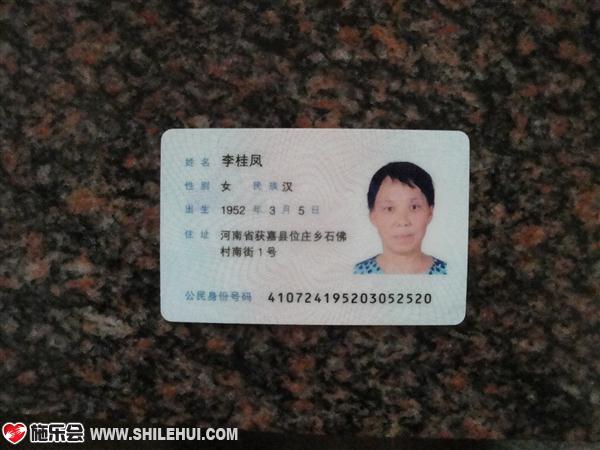 姓名 李桂凤
性别 女 民族 汉
出生 1952 年 3 月 5 日
住址 河南省获嘉县位庄乡石佛
村南街1号
公民身份号码 410724195203052520
施乐会 WWW.SHILEHUI.COM